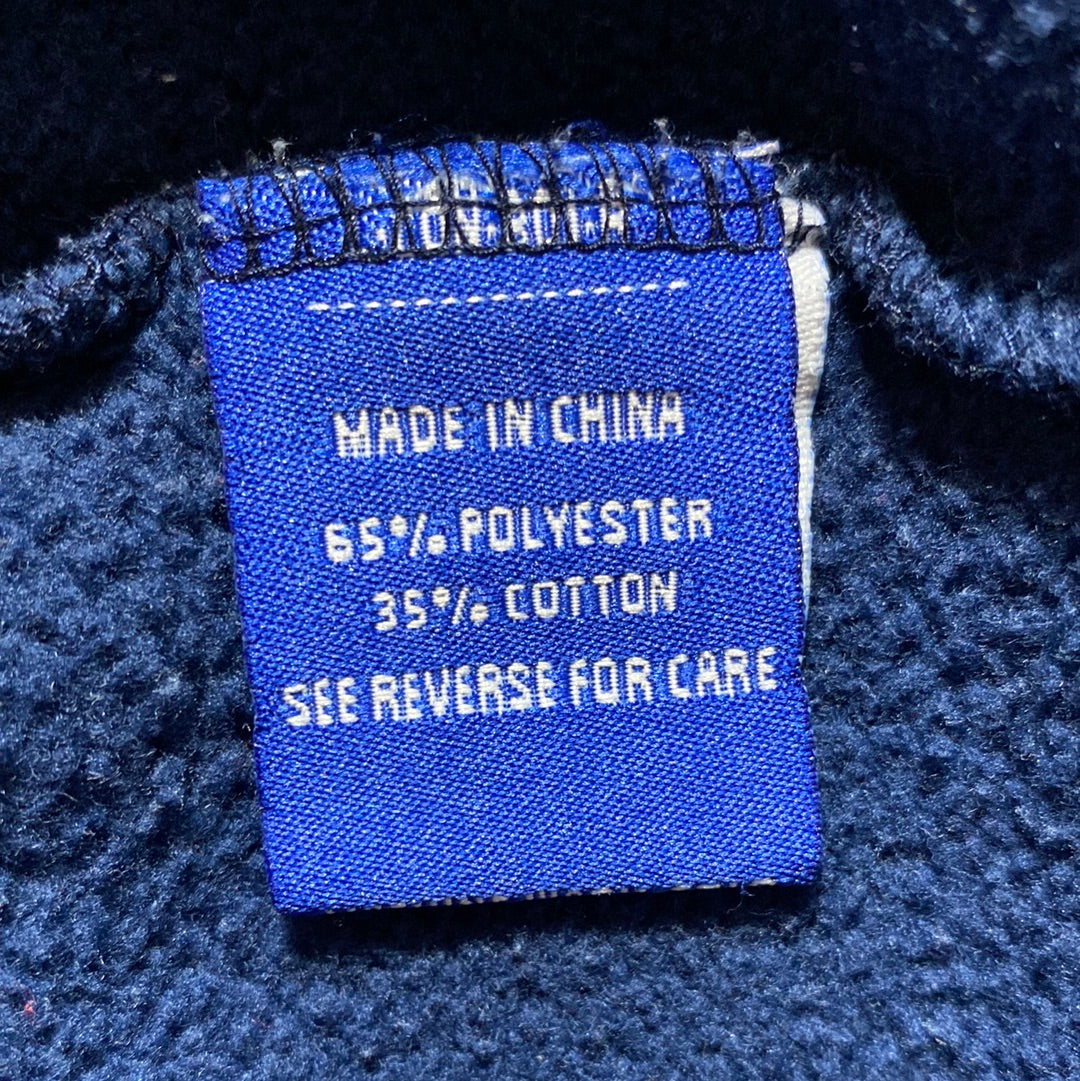 MADE IN CHINA
65% POLYESTER
35% COTTON
SEE REVERSE FOR CARE